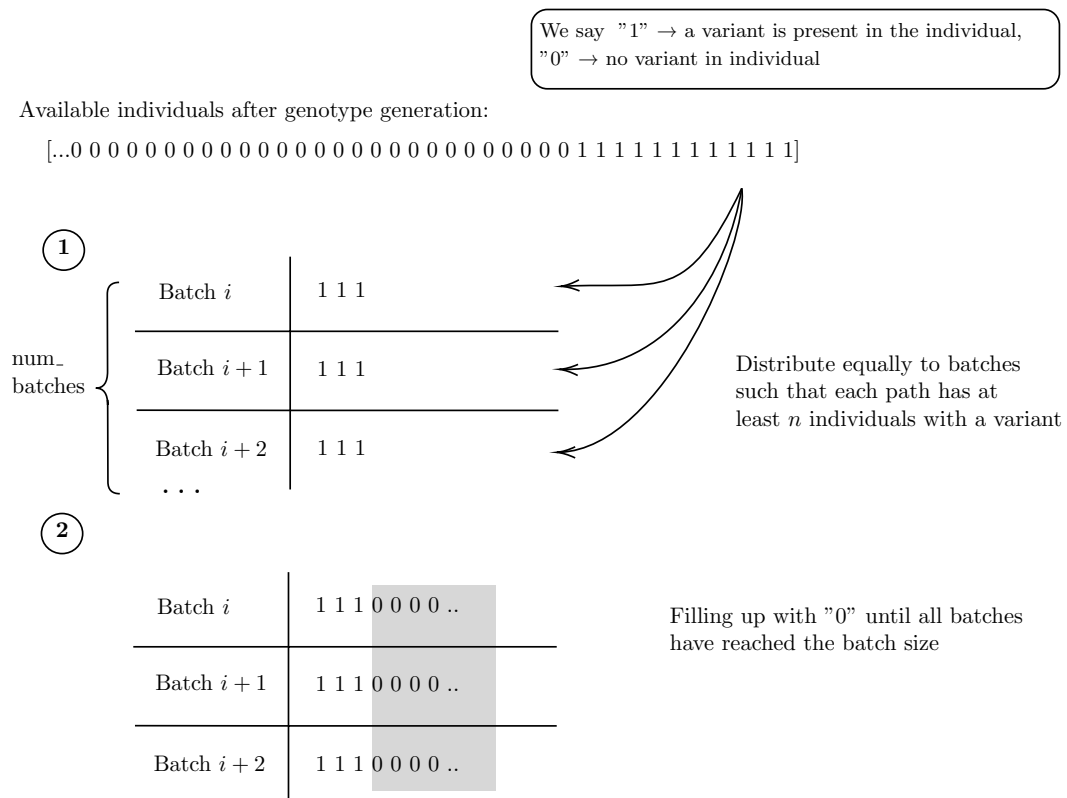 We say "1" → a variant is present in the individual,
"0" → no variant in individual
Available individuals after genotype generation:
[...0 0 0 0 0 0 0 0 0 0 0 0 0 0 0 0 0 0 0 0 0 0 0 0 0 0 0 1 1 1 1 1 1 1 1 1 1 1 1]
1
num_
batches
Batch i 1 1 1
Batch i + 1 1 1 1
Batch i + 2 1 1 1
. . .
Distribute equally to batches
such that each path has at
least n individuals with a variant
2
Batch i 1 1 1 0 0 0 0 ..
Batch i + 1 1 1 1 0 0 0 0 ..
Batch i + 2 1 1 1 0 0 0 0 ..
Filling up with "0" until all batches
have reached the batch size